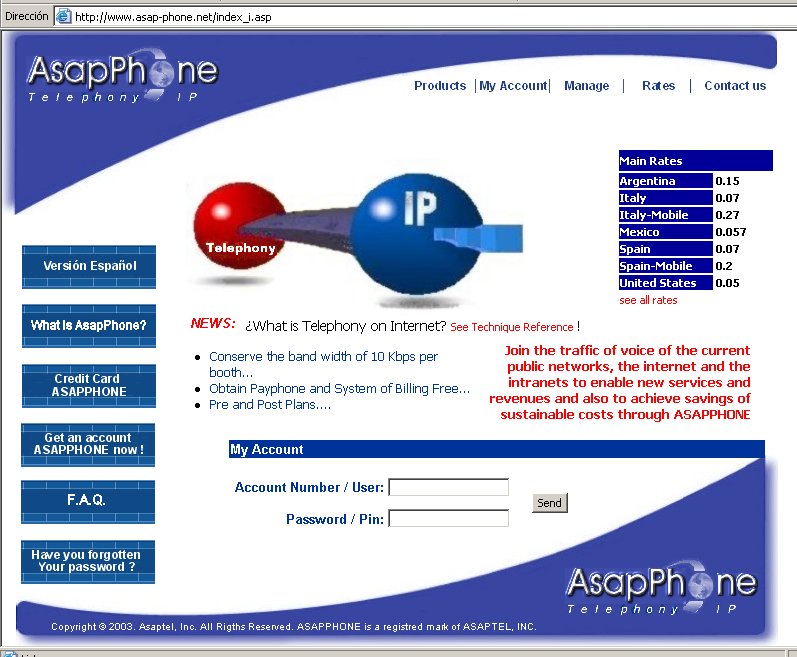 Dirección http://www.asap-phone.net/index_i.asp
AsapPhone
Telephony IP
Products | My Account | Manage | Rates | Contact us
Main Rates
Argentina 0.15
Italy 0.07
Italy-Mobile 0.27
Mexico 0.057
Spain 0.07
Spain-Mobile 0.2
United States 0.05
see all rates
IP
Telephony
Versión Español
What is AsapPhone?
Credit Card
ASAPPHONE
Get an account
ASAPPHONE now !
F.A.Q.
Have you forgotten
Your password ?
NEWS: ¿What is Telephony on Internet? See Technique Reference !
Conserve the band width of 10 Kbps per
booth...
Obtain Payphone and System of Billing Free...
Pre and Post Plans....
Join the traffic of voice of the current
public networks, the internet and the
intranets to enable new services and
revenues and also to achieve savings of
sustainable costs through ASAPPHONE
My Account
Account Number / User:
Password / Pin:
Send
AsapPhone
Telephony IP
Copyright © 2003. Asaptel, Inc. All Rigths Reserved. ASAPPHONE is a registred mark of ASAPTEL, INC.